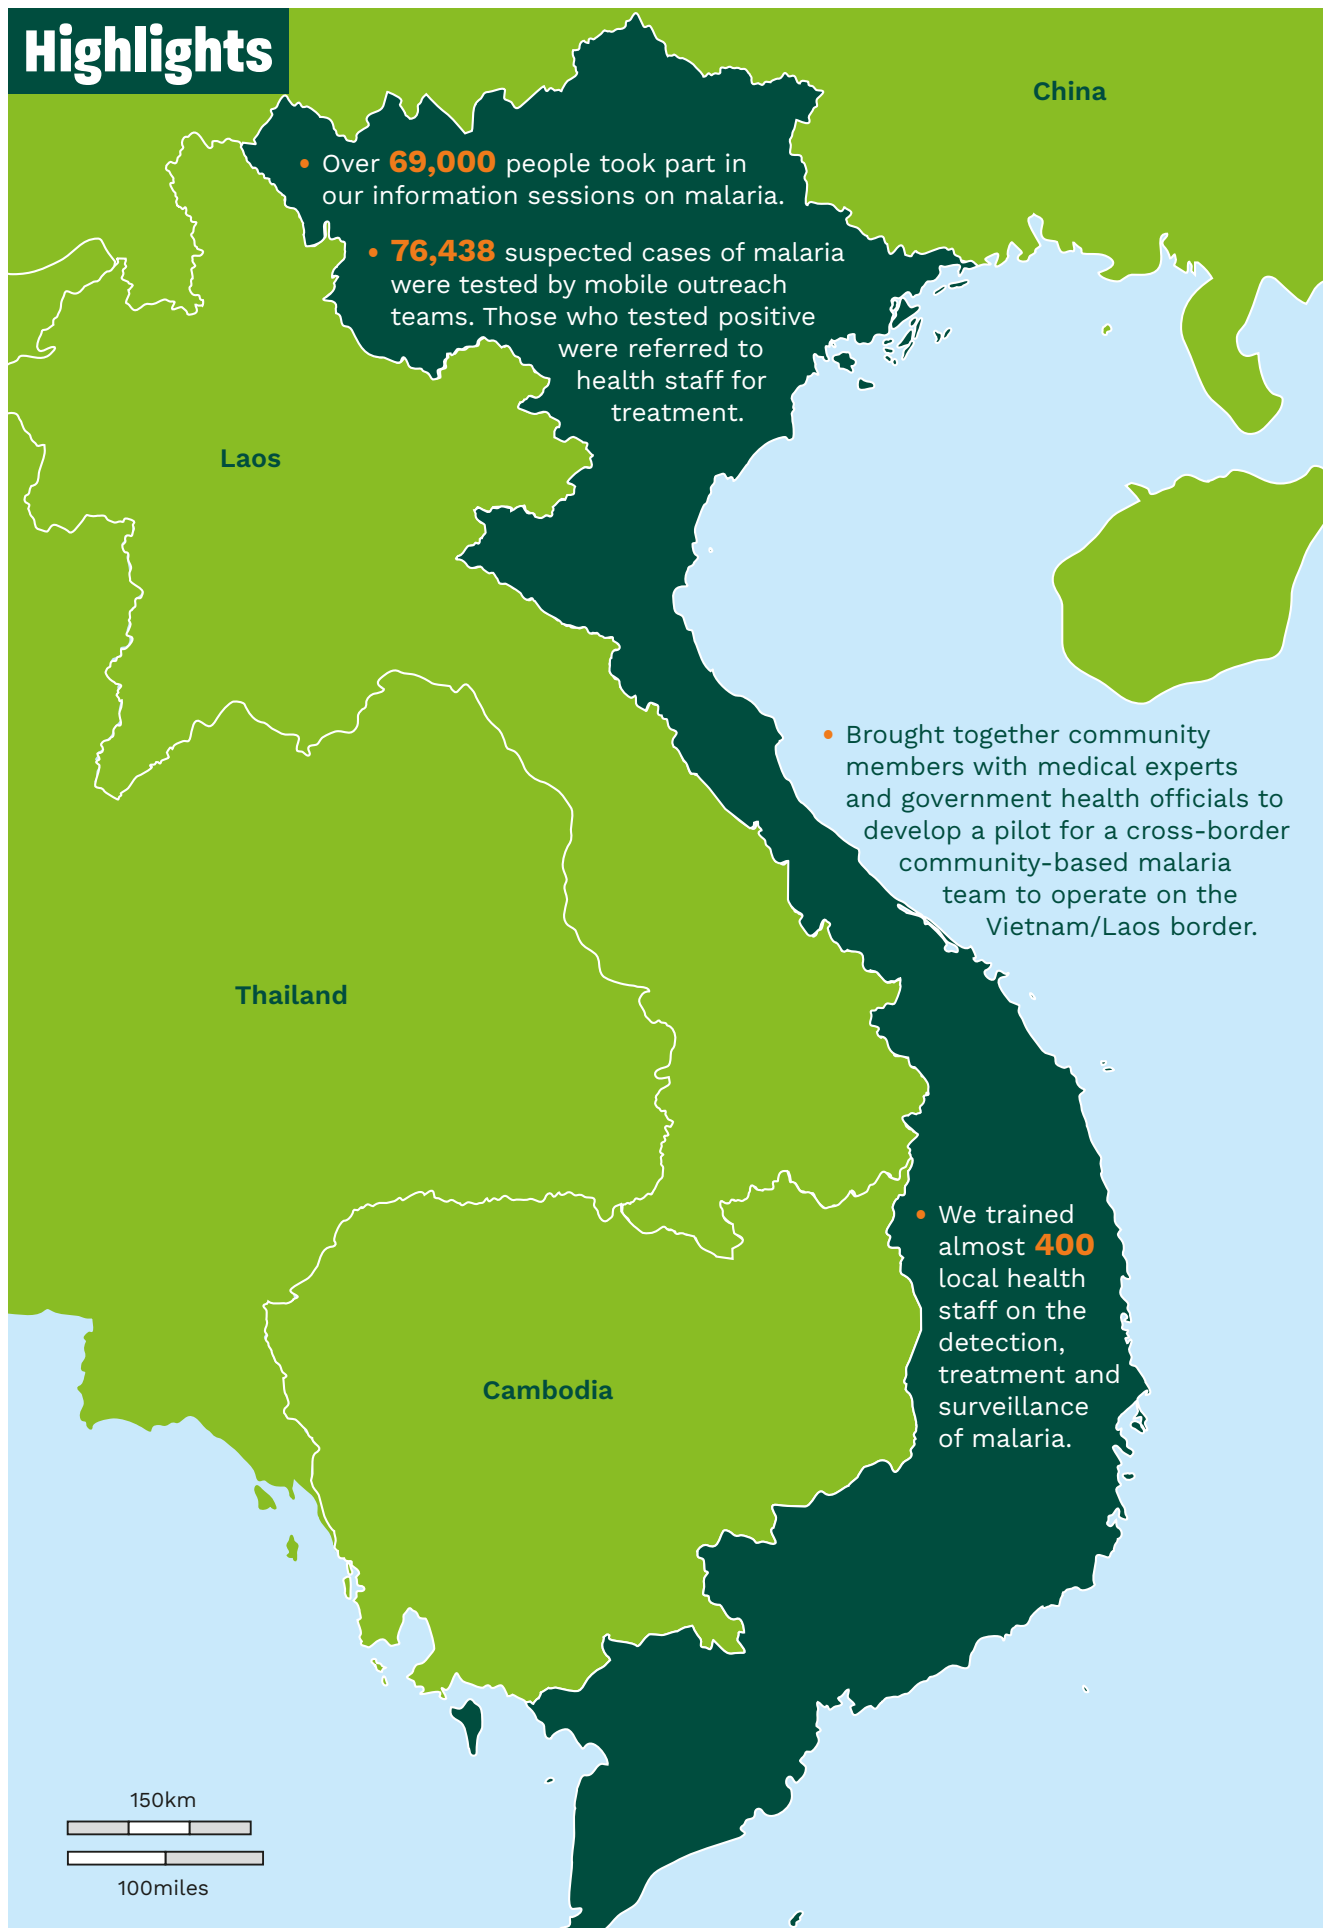 Highlights
China
• Over 69,000 people took part in
our information sessions on malaria.
• 76,438 suspected cases of malaria
were tested by mobile outreach
teams. Those who tested positive
were referred to
health staff for
treatment.
Laos
• Brought together community
members with medical experts
and government health officials to
develop a pilot for a cross-border
community-based malaria
team to operate on the
Vietnam/Laos border.
Thailand
• We trained
almost 400
local health
staff on the
detection,
treatment and
surveillance
of malaria.
Cambodia
150km
100miles